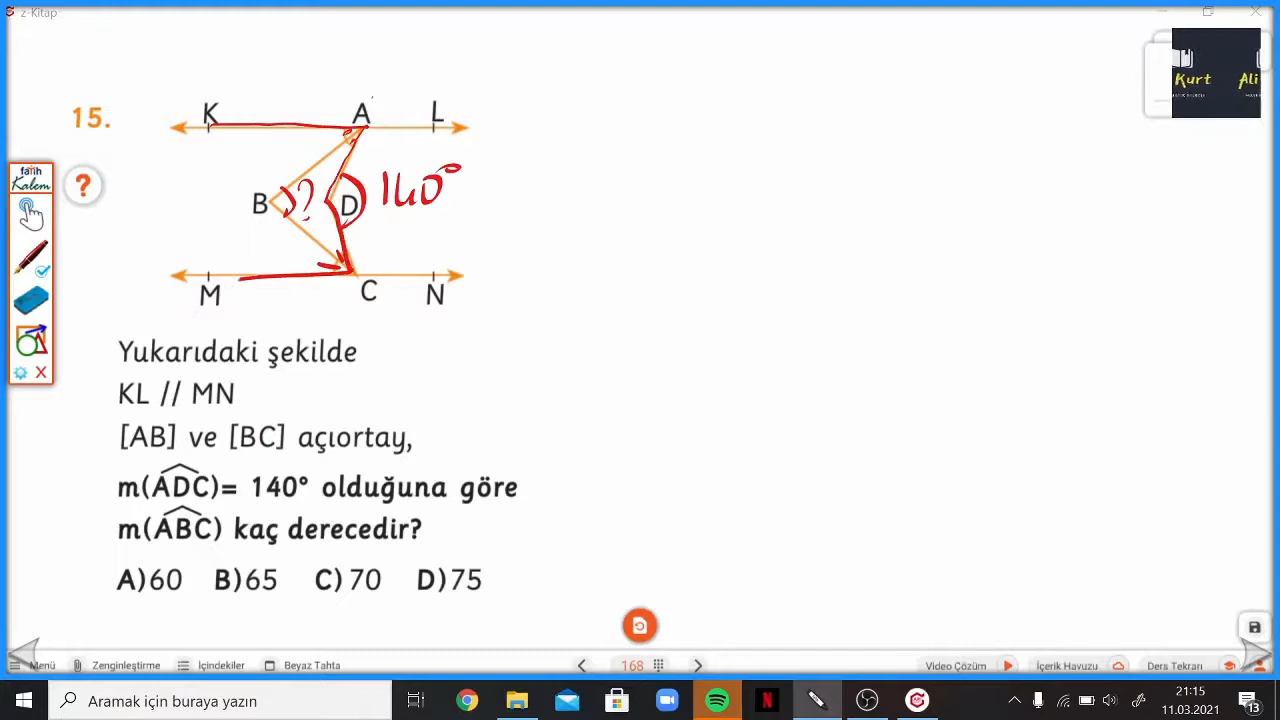 z-Kitap
Kurt Ali
15.
K A L
fatih
Kalem
?
B ? D 140°
M C N
Yukarıdaki şekilde
KL // MN
[AB] ve [BC] açıortay,
m(ADC)= 140° olduğuna göre
m(ABC) kaç derecedir?
A)60 B)65 C)70 D)75
Menü Zenginleştirme İçindekiler Beyaz Tahta 168 Video Çözüm İçerik Havuzu Ders Tekrarı
Aramak için buraya yazın
21:15
11.03.2021
13